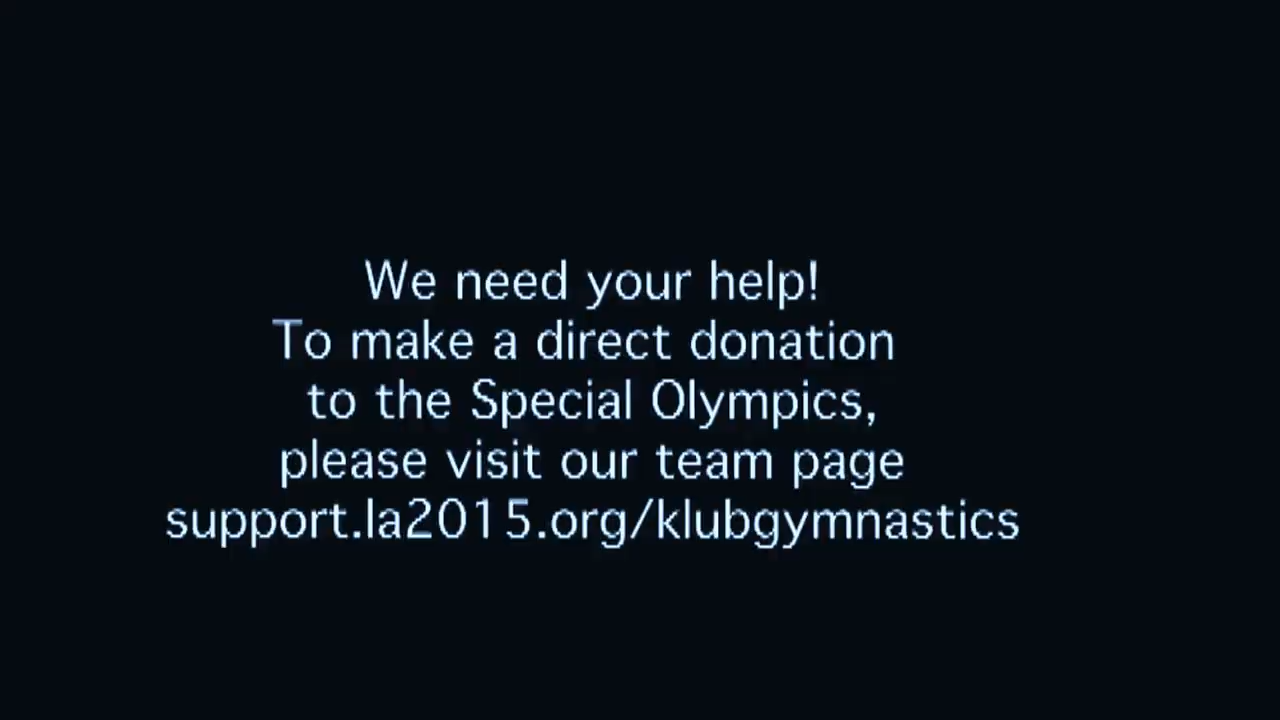 We need your help!
To make a direct donation
to the Special Olympics,
please visit our team page
support.la2015.org/klubgymnastics